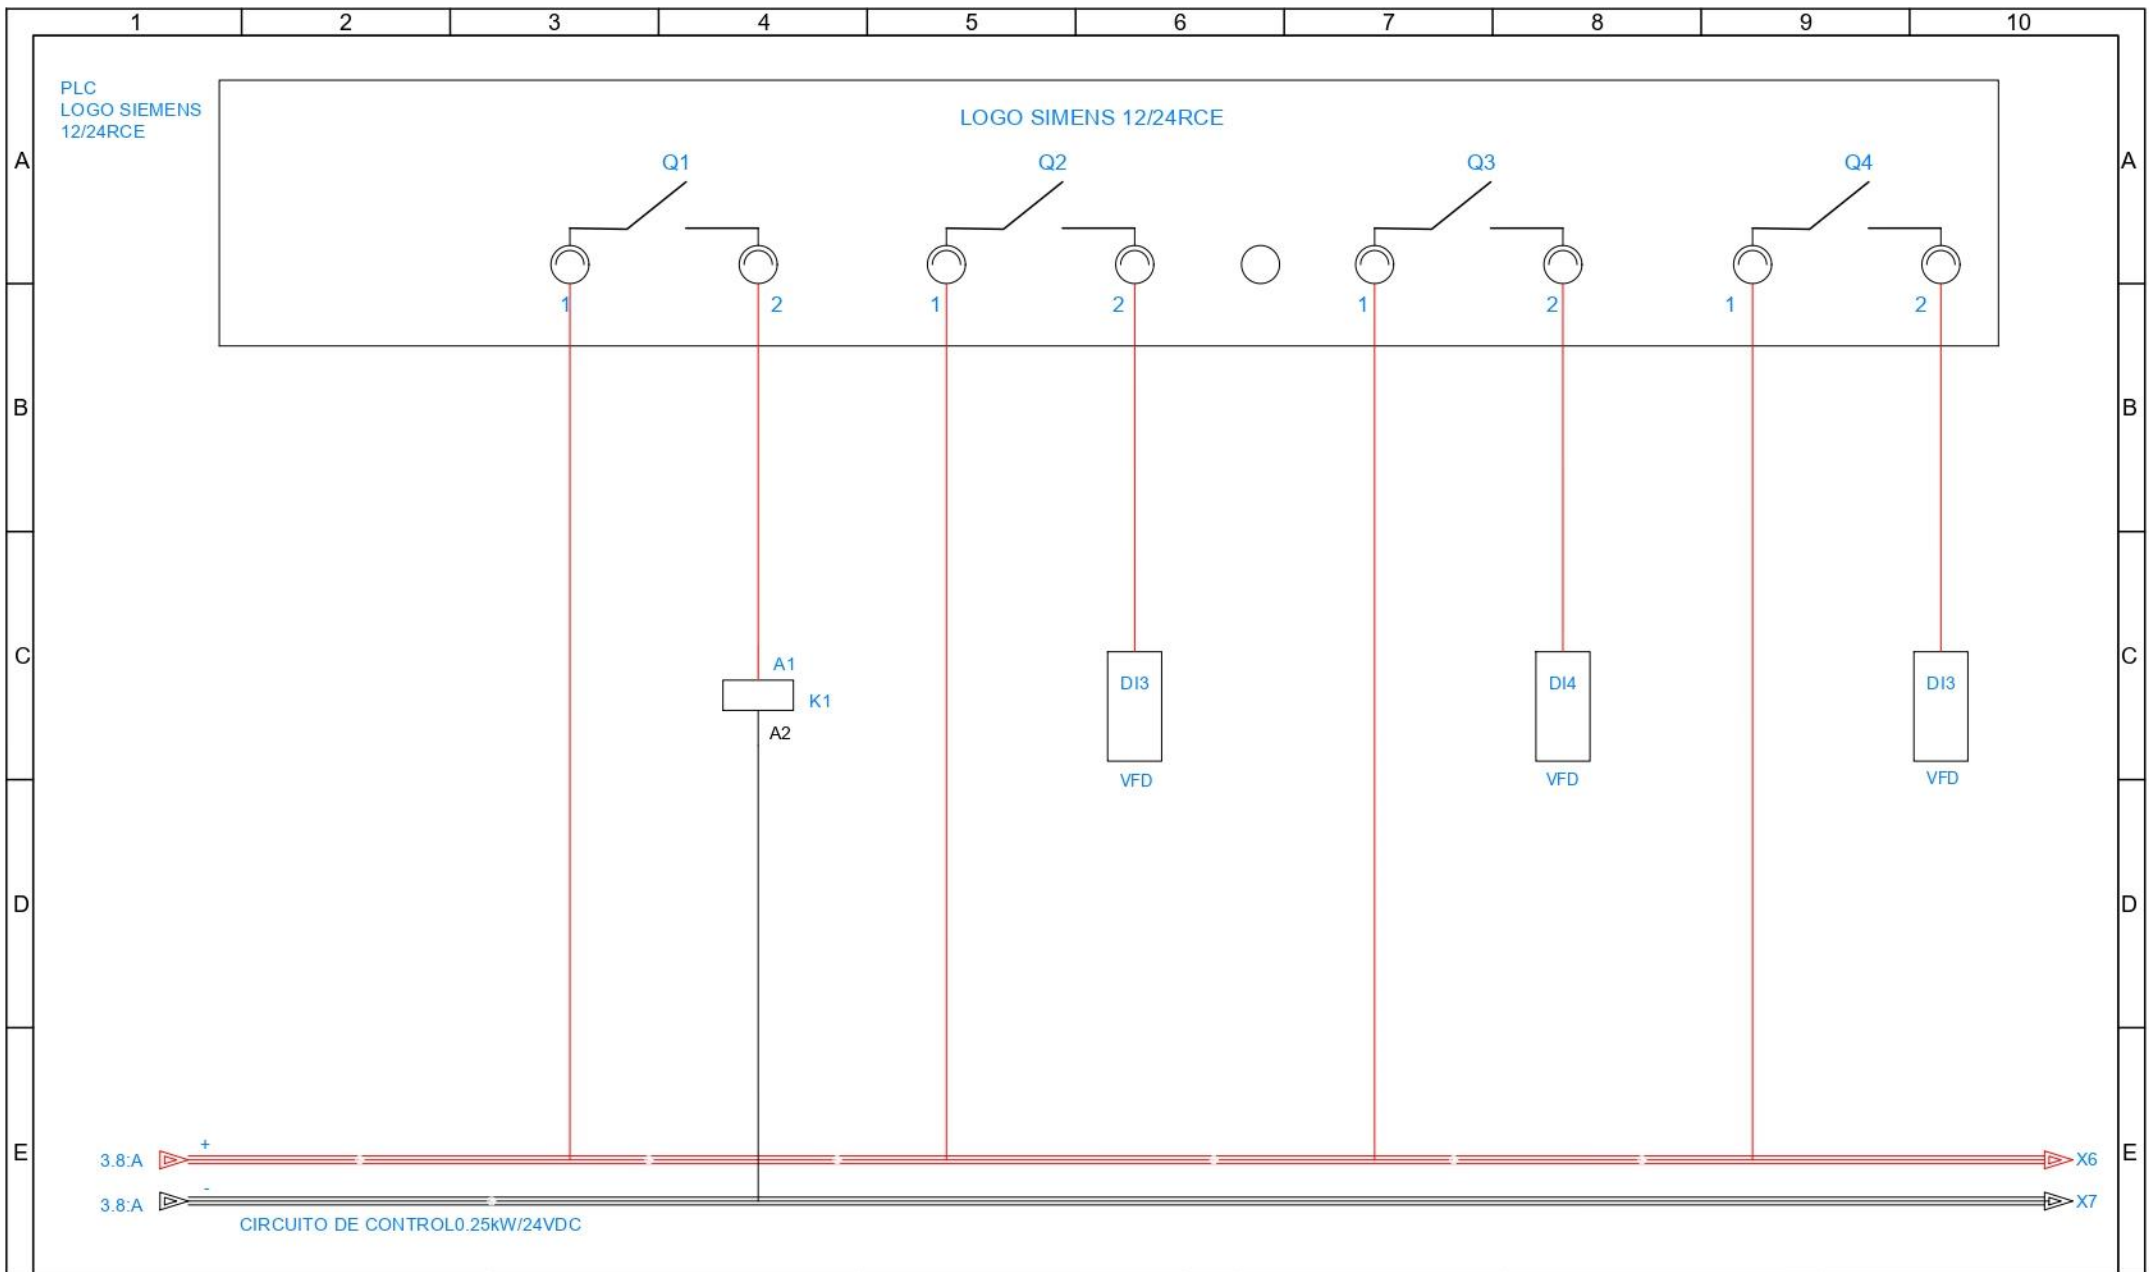 1 2 3 4 5 6 7 8 9 10
PLC
LOGO SIEMENS
12/24RCE
LOGO SIMENS 12/24RCE
A A
Q1 Q2 Q3 Q4
1 2 1 2 1 2 1 2
B B
C C
A1
K1
A2
DI3 DI4 DI3
VFD VFD VFD
D D
E E
+
3.8:A X6
-
3.8:A X7
CIRCUITO DE CONTROL0.25kW/24VDC